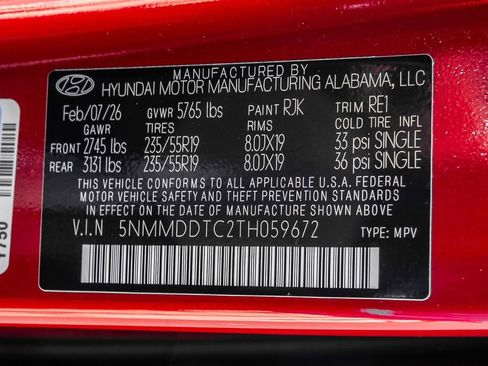 MANUFACTURED BY
HYUNDAI MOTOR MANUFACTURING ALABAMA, LLC
Feb/07/26 GVWR 5765 lbs PAINT RJK TRIM RE1
GAWR TIRES RIMS COLD TIRE INFL
FRONT 2745 lbs 235/55R19 8.0JX19 33 psi SINGLE
REAR 3131 lbs 235/55R19 8.0JX19 36 psi SINGLE
THIS VEHICLE CONFORMS TO ALL APPLICABLE U.S.A. FEDERAL
MOTOR VEHICLE SAFETY AND THEFT PREVENTION STANDARDS
IN EFFECT ON THE DATE OF MANUFACTURE SHOWN ABOVE.
V.I.N 5NMMDDTC2TH059672 TYPE: MPV